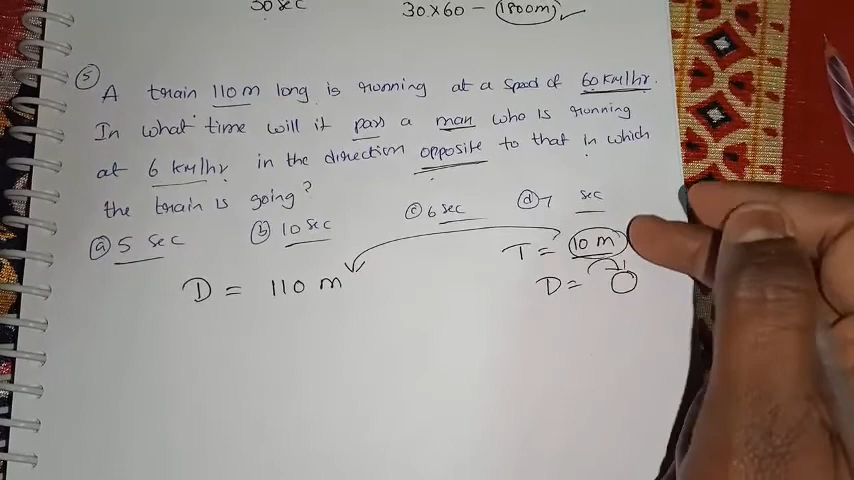 30 sec
30×60 - 1800m ✓
⑤ A train 110 m long is running at a speed of 60 km/hr.
In what time will it pass a man who is running
at 6 km/hr in the direction opposite to that in which
the train is going?
ⓐ 5 sec ⓑ 10 sec ⓒ 6 sec ⓓ 7 sec
T = 10 m
D = 110 m
D =